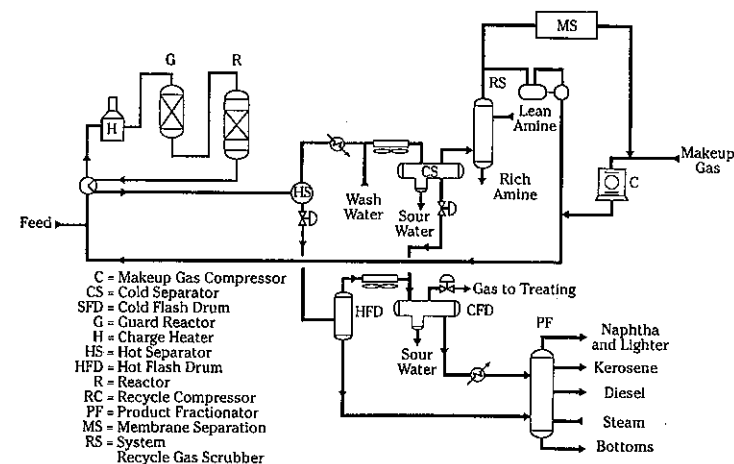 G
R
MS
RS
H
Lean
Amine
Makeup
Gas
C
CS
HS
Wash
Water
Sour
Water
Rich
Amine
Feed
C = Makeup Gas Compressor
CS = Cold Separator
SFD = Cold Flash Drum
G = Guard Reactor
H = Charge Heater
HS = Hot Separator
HFD = Hot Flash Drum
R = Reactor
RC = Recycle Compressor
PF = Product Fractionator
MS = Membrane Separation
RS = System
Recycle Gas Scrubber
HFD
CFD
Gas to Treating
Sour
Water
PF
Naphtha
and Lighter
Kerosene
Diesel
Steam
Bottoms